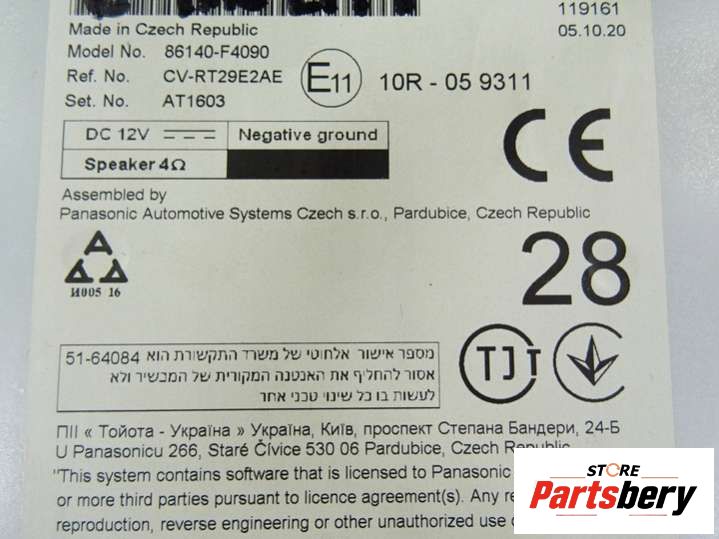 119161
Made in Czech Republic 05.10.20
Model No. 86140-F4090
Ref. No. CV-RT29E2AE E11 10R - 05 9311
Set. No. AT1603
DC 12V Negative ground
Speaker 4Ω
CE
Assembled by
Panasonic Automotive Systems Czech s.r.o., Pardubice, Czech Republic
И005 16
28
TJT
מספר אישור אלחוטי של משרד התקשורת הוא 51-64084
אסור להחליף את האנטנה המקורית של המכשיר ולא
לעשות בו כל שינוי טכני אחר
ПІІ « Тойота - Україна » Україна, Київ, проспект Степана Бандери, 24-Б
U Panasonicu 266, Staré Čívice 530 06 Pardubice, Czech Republic
"This system contains software that is licensed to Panasonic
or more third parties pursuant to licence agreement(s). Any
reproduction, reverse engineering or other unauthorized use
STORE
Partsbery